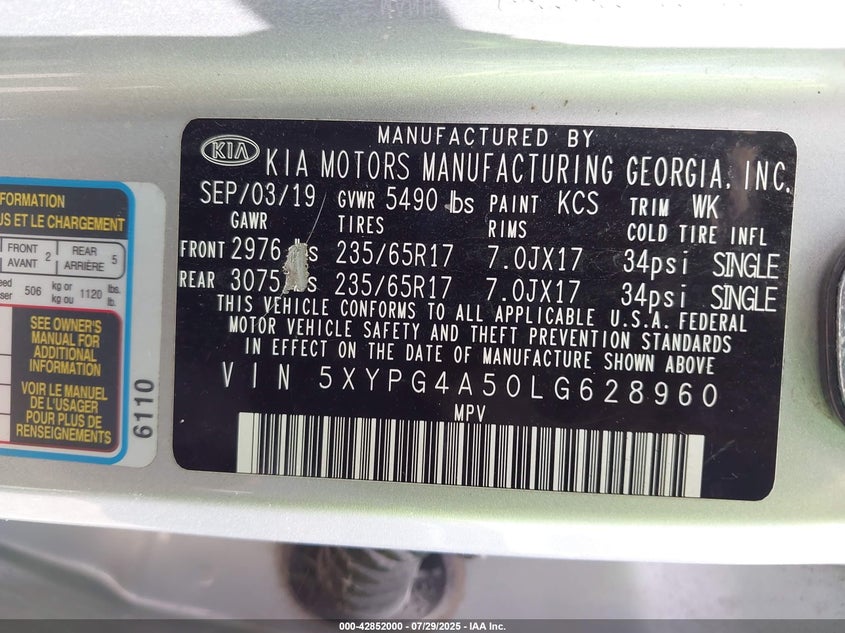 MANUFACTURED BY
KIA KIA MOTORS MANUFACTURING GEORGIA, INC.
SEP/03/19 GVWR 5490 lbs PAINT KCS TRIM WK
GAWR TIRES RIMS COLD TIRE INFL
FRONT 2976 235/65R17 7.0JX17 34psi SINGLE
REAR 3075 235/65R17 7.0JX17 34psi SINGLE
THIS VEHICLE CONFORMS TO ALL APPLICABLE U.S.A. FEDERAL
MOTOR VEHICLE SAFETY AND THEFT PREVENTION STANDARDS
IN EFFECT ON THE DATE OF MANUFACTURE SHOWN ABOVE
VIN 5XYPG4A50LG628960
MPV
FORMATION
US ET LE CHARGEMENT
FRONT AVANT 2 REAR ARRIÈRE 5
506 kg or kg ou 1120 lbs. lb.
SEE OWNER'S
MANUAL FOR
ADDITIONAL
INFORMATION
VOIR LE MANUEL
DE L'USAGER
POUR PLUS DE
RENSEIGNEMENTS
6110
000-42852000 - 07/29/2025 - IAA Inc.